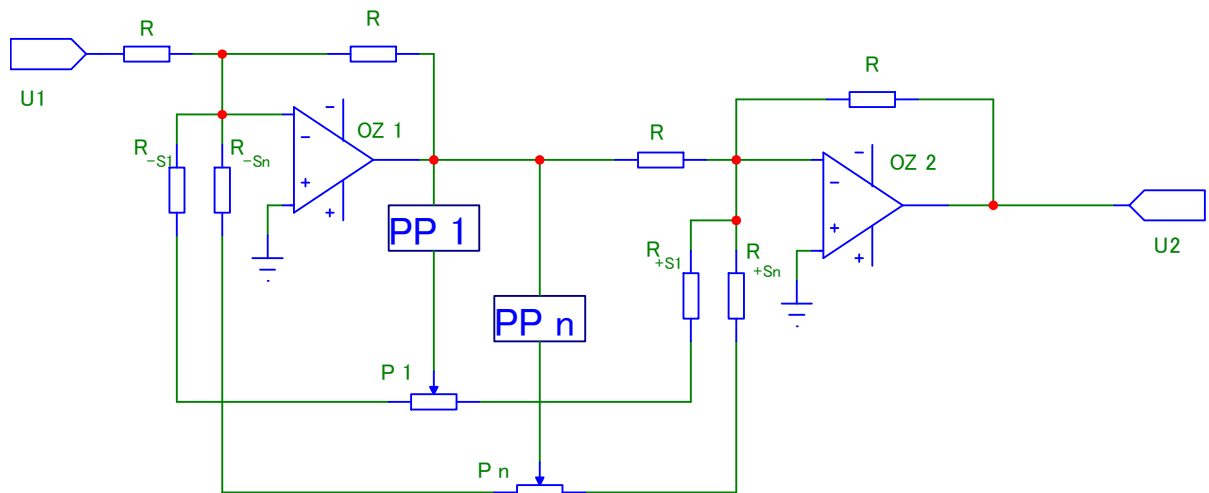 R
R
U1
R-S1
R-Sn
OZ 1
PP 1
PP n
P 1
P n
R
R
OZ 2
R+S1
R+Sn
U2